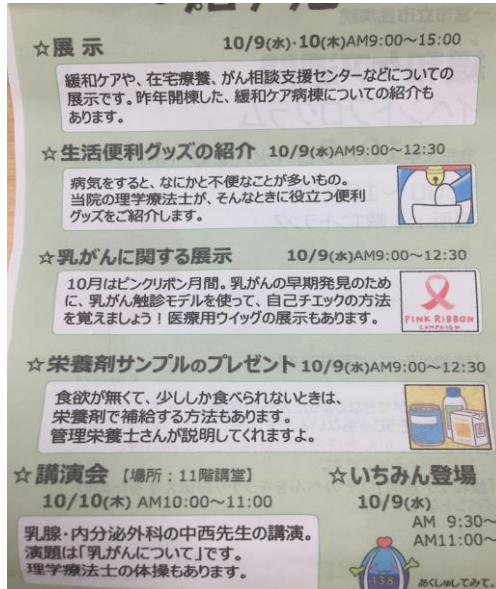 ☆展 示 10/9(水)・10(木)AM9:00~15:00
緩和ケアや、在宅療養、がん相談支援センターなどについての
展示です。昨年開棟した、緩和ケア病棟についての紹介も
あります。
☆生活便利グッズの紹介 10/9(水)AM9:00~12:30
病気をすると、なにかと不便なことが多いもの。
当院の理学療法士が、そんなときに役立つ便利
グッズをご紹介します。
☆乳がんに関する展示 10/9(水)AM9:00~12:30
10月はピンクリボン月間。乳がんの早期発見のため
に、乳がん触診モデルを使って、自己チェックの方法
を覚えましょう！医療用ウイッグの展示もあります。
PINK RIBBON
CAMPAIGN
☆栄養剤サンプルのプレゼント 10/9(水)AM9:00~12:30
食欲が無くて、少ししか食べられないときは、
栄養剤で補給する方法もあります。
管理栄養士さんが説明してくれますよ。
☆講演会 【場所：11階講堂】
10/10(木) AM10:00~11:00
乳腺・内分泌外科の中西先生の講演。
演題は「乳がんについて」です。
理学療法士の体操もあります。
☆いちみん登場
10/9(水)
AM 9:30~
AM11:00~
138
あくしゅしてみて。